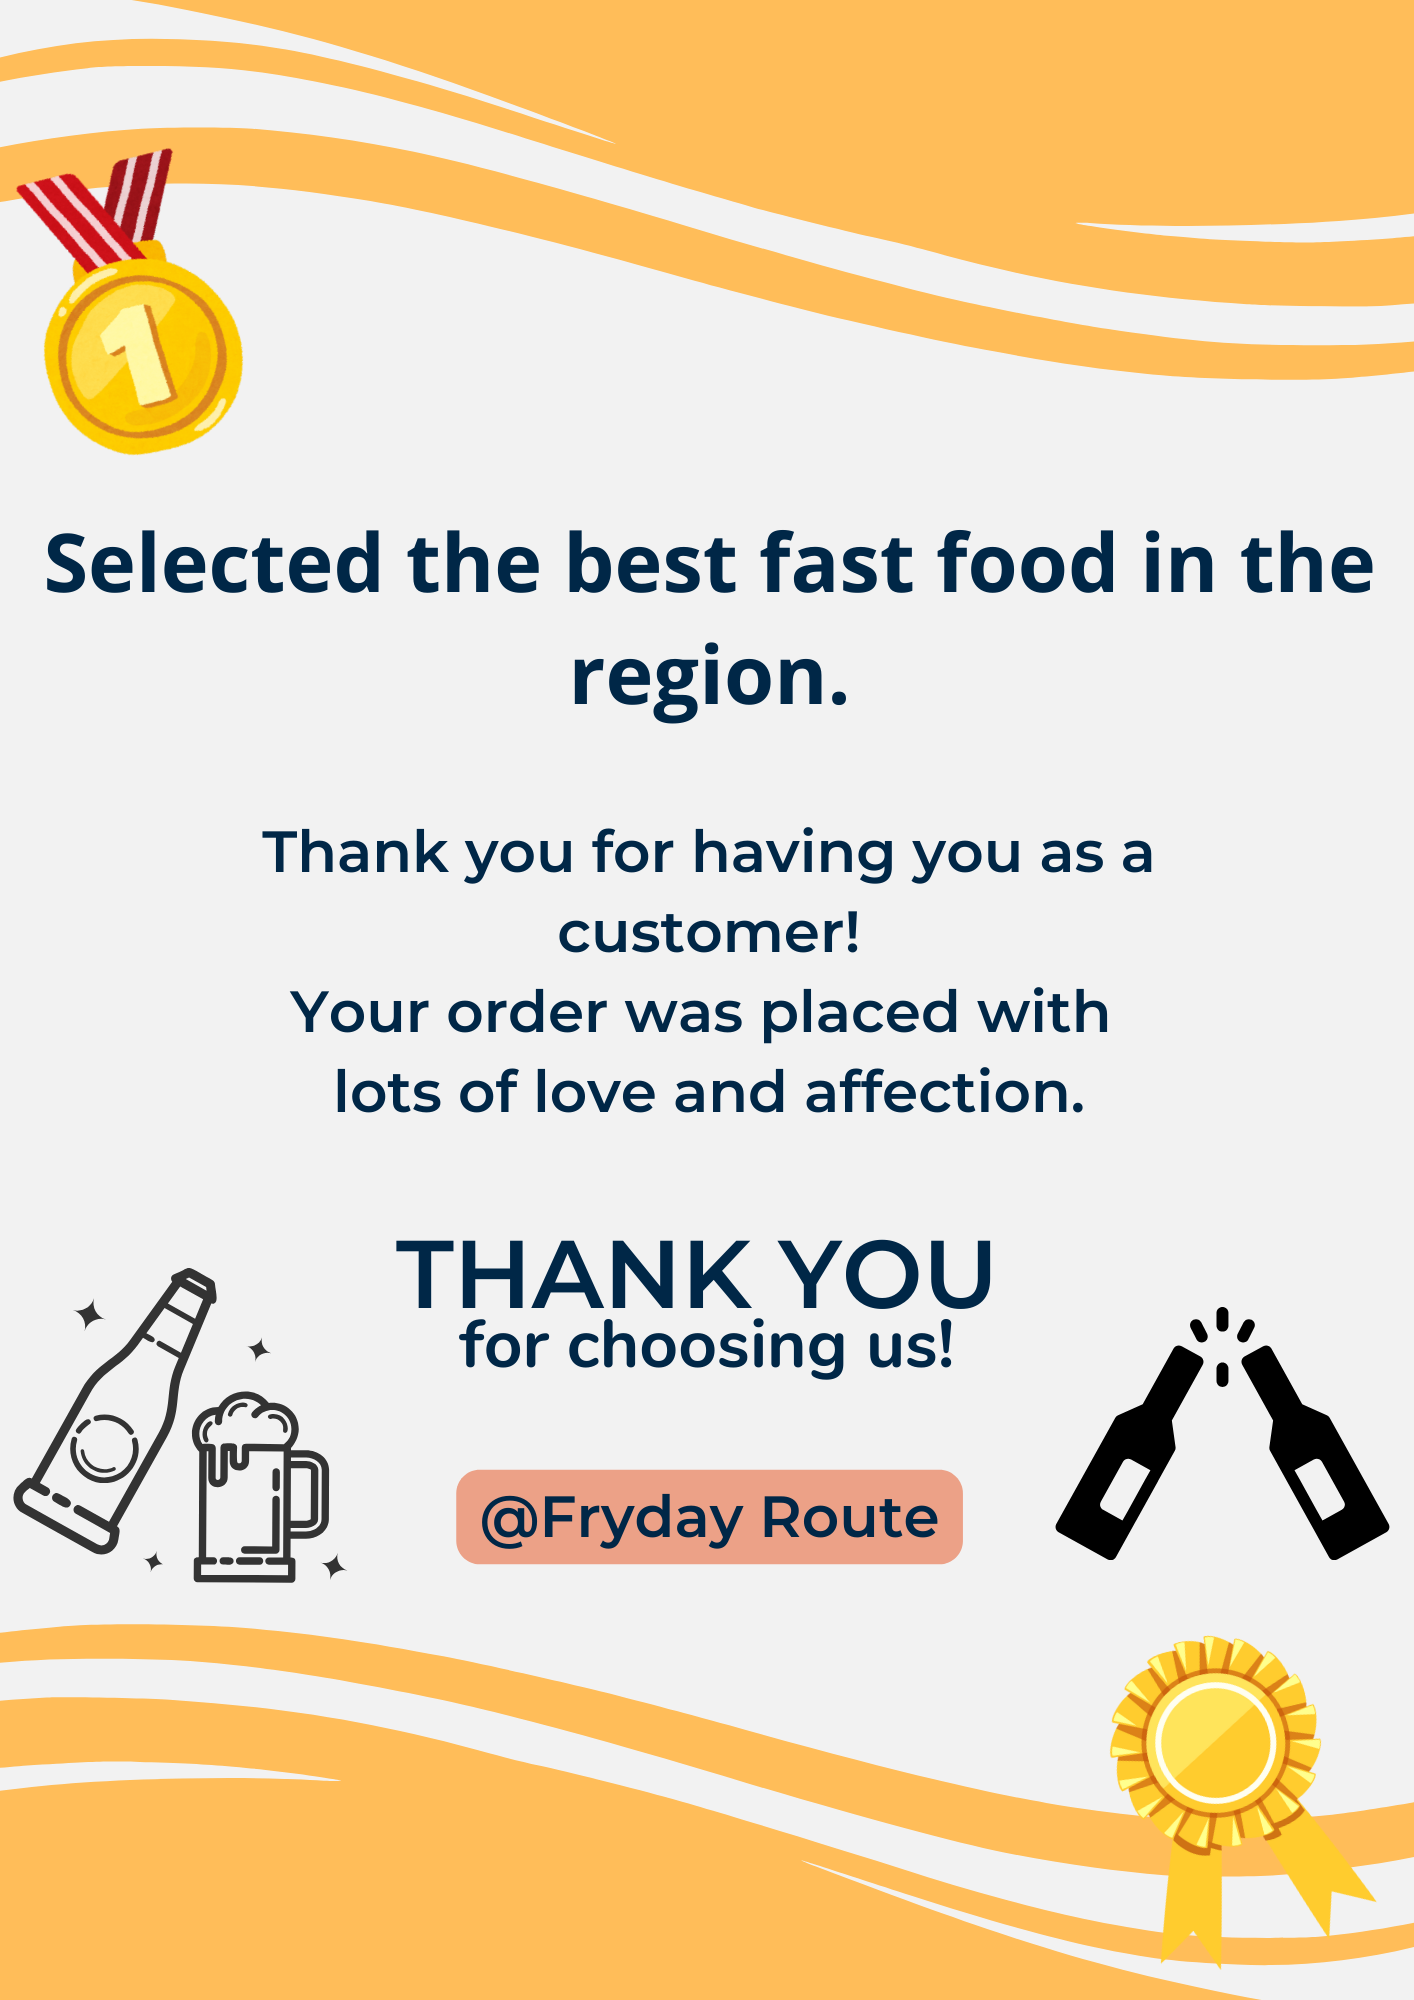 1
Selected the best fast food in the
region.
Thank you for having you as a
customer!
Your order was placed with
lots of love and affection.
THANK YOU
for choosing us!
@Fryday Route